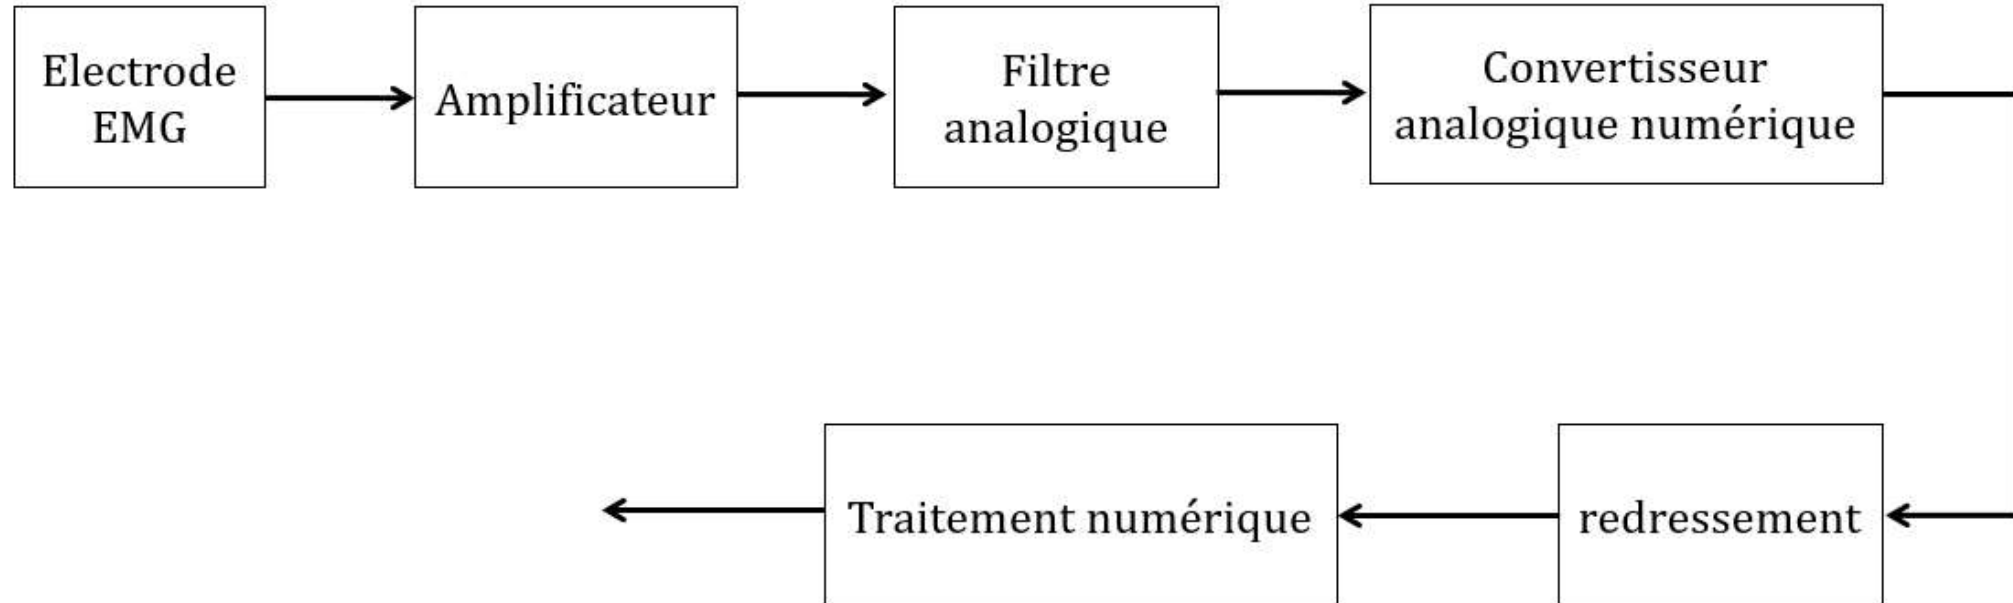 Electrode
EMG
Amplificateur
Filtre
analogique
Convertisseur
analogique numérique
redressement
Traitement numérique